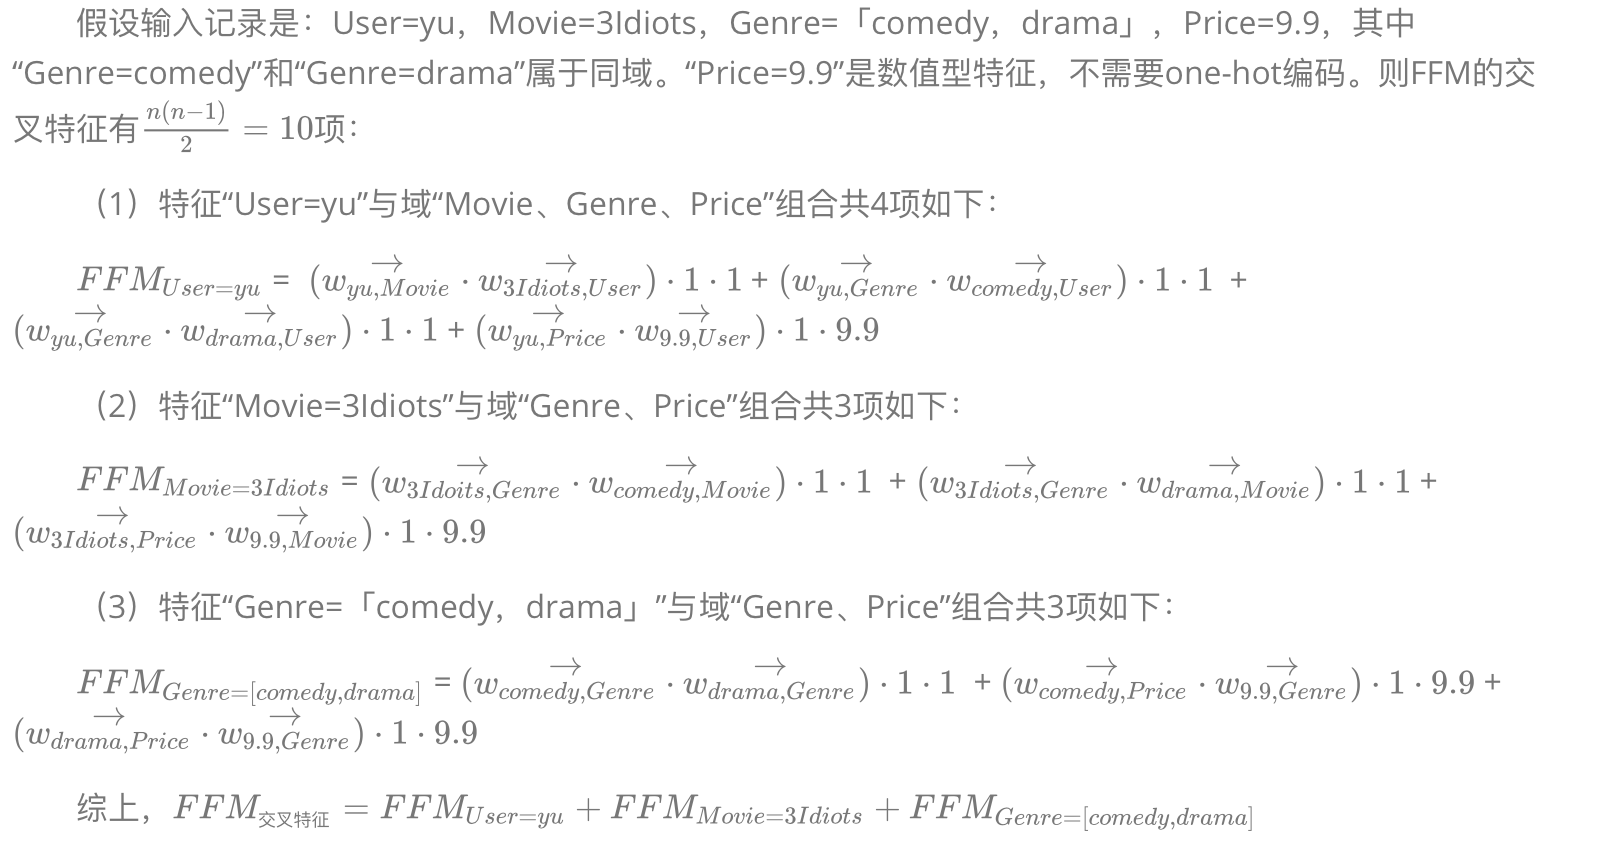 假设输入记录是：User=yu，Movie=3Idiots，Genre=「comedy，drama」，Price=9.9，其中
“Genre=comedy”和“Genre=drama”属于同域。“Price=9.9”是数值型特征，不需要one-hot编码。则FFM的交
叉特征有$\frac{n(n-1)}{2} = 10$项：
（1）特征“User=yu”与域“Movie、Genre、Price”组合共4项如下：
$FFM_{User=yu}$ = $(\overrightarrow{w_{yu,Movie}} \cdot \overrightarrow{w_{3Idiots,User}}) \cdot 1 \cdot 1$ + $(\overrightarrow{w_{yu,Genre}} \cdot \overrightarrow{w_{comedy,User}}) \cdot 1 \cdot 1$ +
$(\overrightarrow{w_{yu,Genre}} \cdot \overrightarrow{w_{drama,User}}) \cdot 1 \cdot 1$ + $(\overrightarrow{w_{yu,Price}} \cdot \overrightarrow{w_{9.9,User}}) \cdot 1 \cdot 9.9$
（2）特征“Movie=3Idiots”与域“Genre、Price”组合共3项如下：
$FFM_{Movie=3Idiots}$ = $(\overrightarrow{w_{3Idoits,Genre}} \cdot \overrightarrow{w_{comedy,Movie}}) \cdot 1 \cdot 1$ + $(\overrightarrow{w_{3Idiots,Genre}} \cdot \overrightarrow{w_{drama,Movie}}) \cdot 1 \cdot 1$ +
$(\overrightarrow{w_{3Idiots,Price}} \cdot \overrightarrow{w_{9.9,Movie}}) \cdot 1 \cdot 9.9$
（3）特征“Genre=「comedy，drama」”与域“Genre、Price”组合共3项如下：
$FFM_{Genre=[comedy,drama]}$ = $(\overrightarrow{w_{comedy,Genre}} \cdot \overrightarrow{w_{drama,Genre}}) \cdot 1 \cdot 1$ + $(\overrightarrow{w_{comedy,Price}} \cdot \overrightarrow{w_{9.9,Genre}}) \cdot 1 \cdot 9.9$ +
$(\overrightarrow{w_{drama,Price}} \cdot \overrightarrow{w_{9.9,Genre}}) \cdot 1 \cdot 9.9$
综上，$FFM_{交叉特征} = FFM_{User=yu} + FFM_{Movie=3Idiots} + FFM_{Genre=[comedy,drama]}$